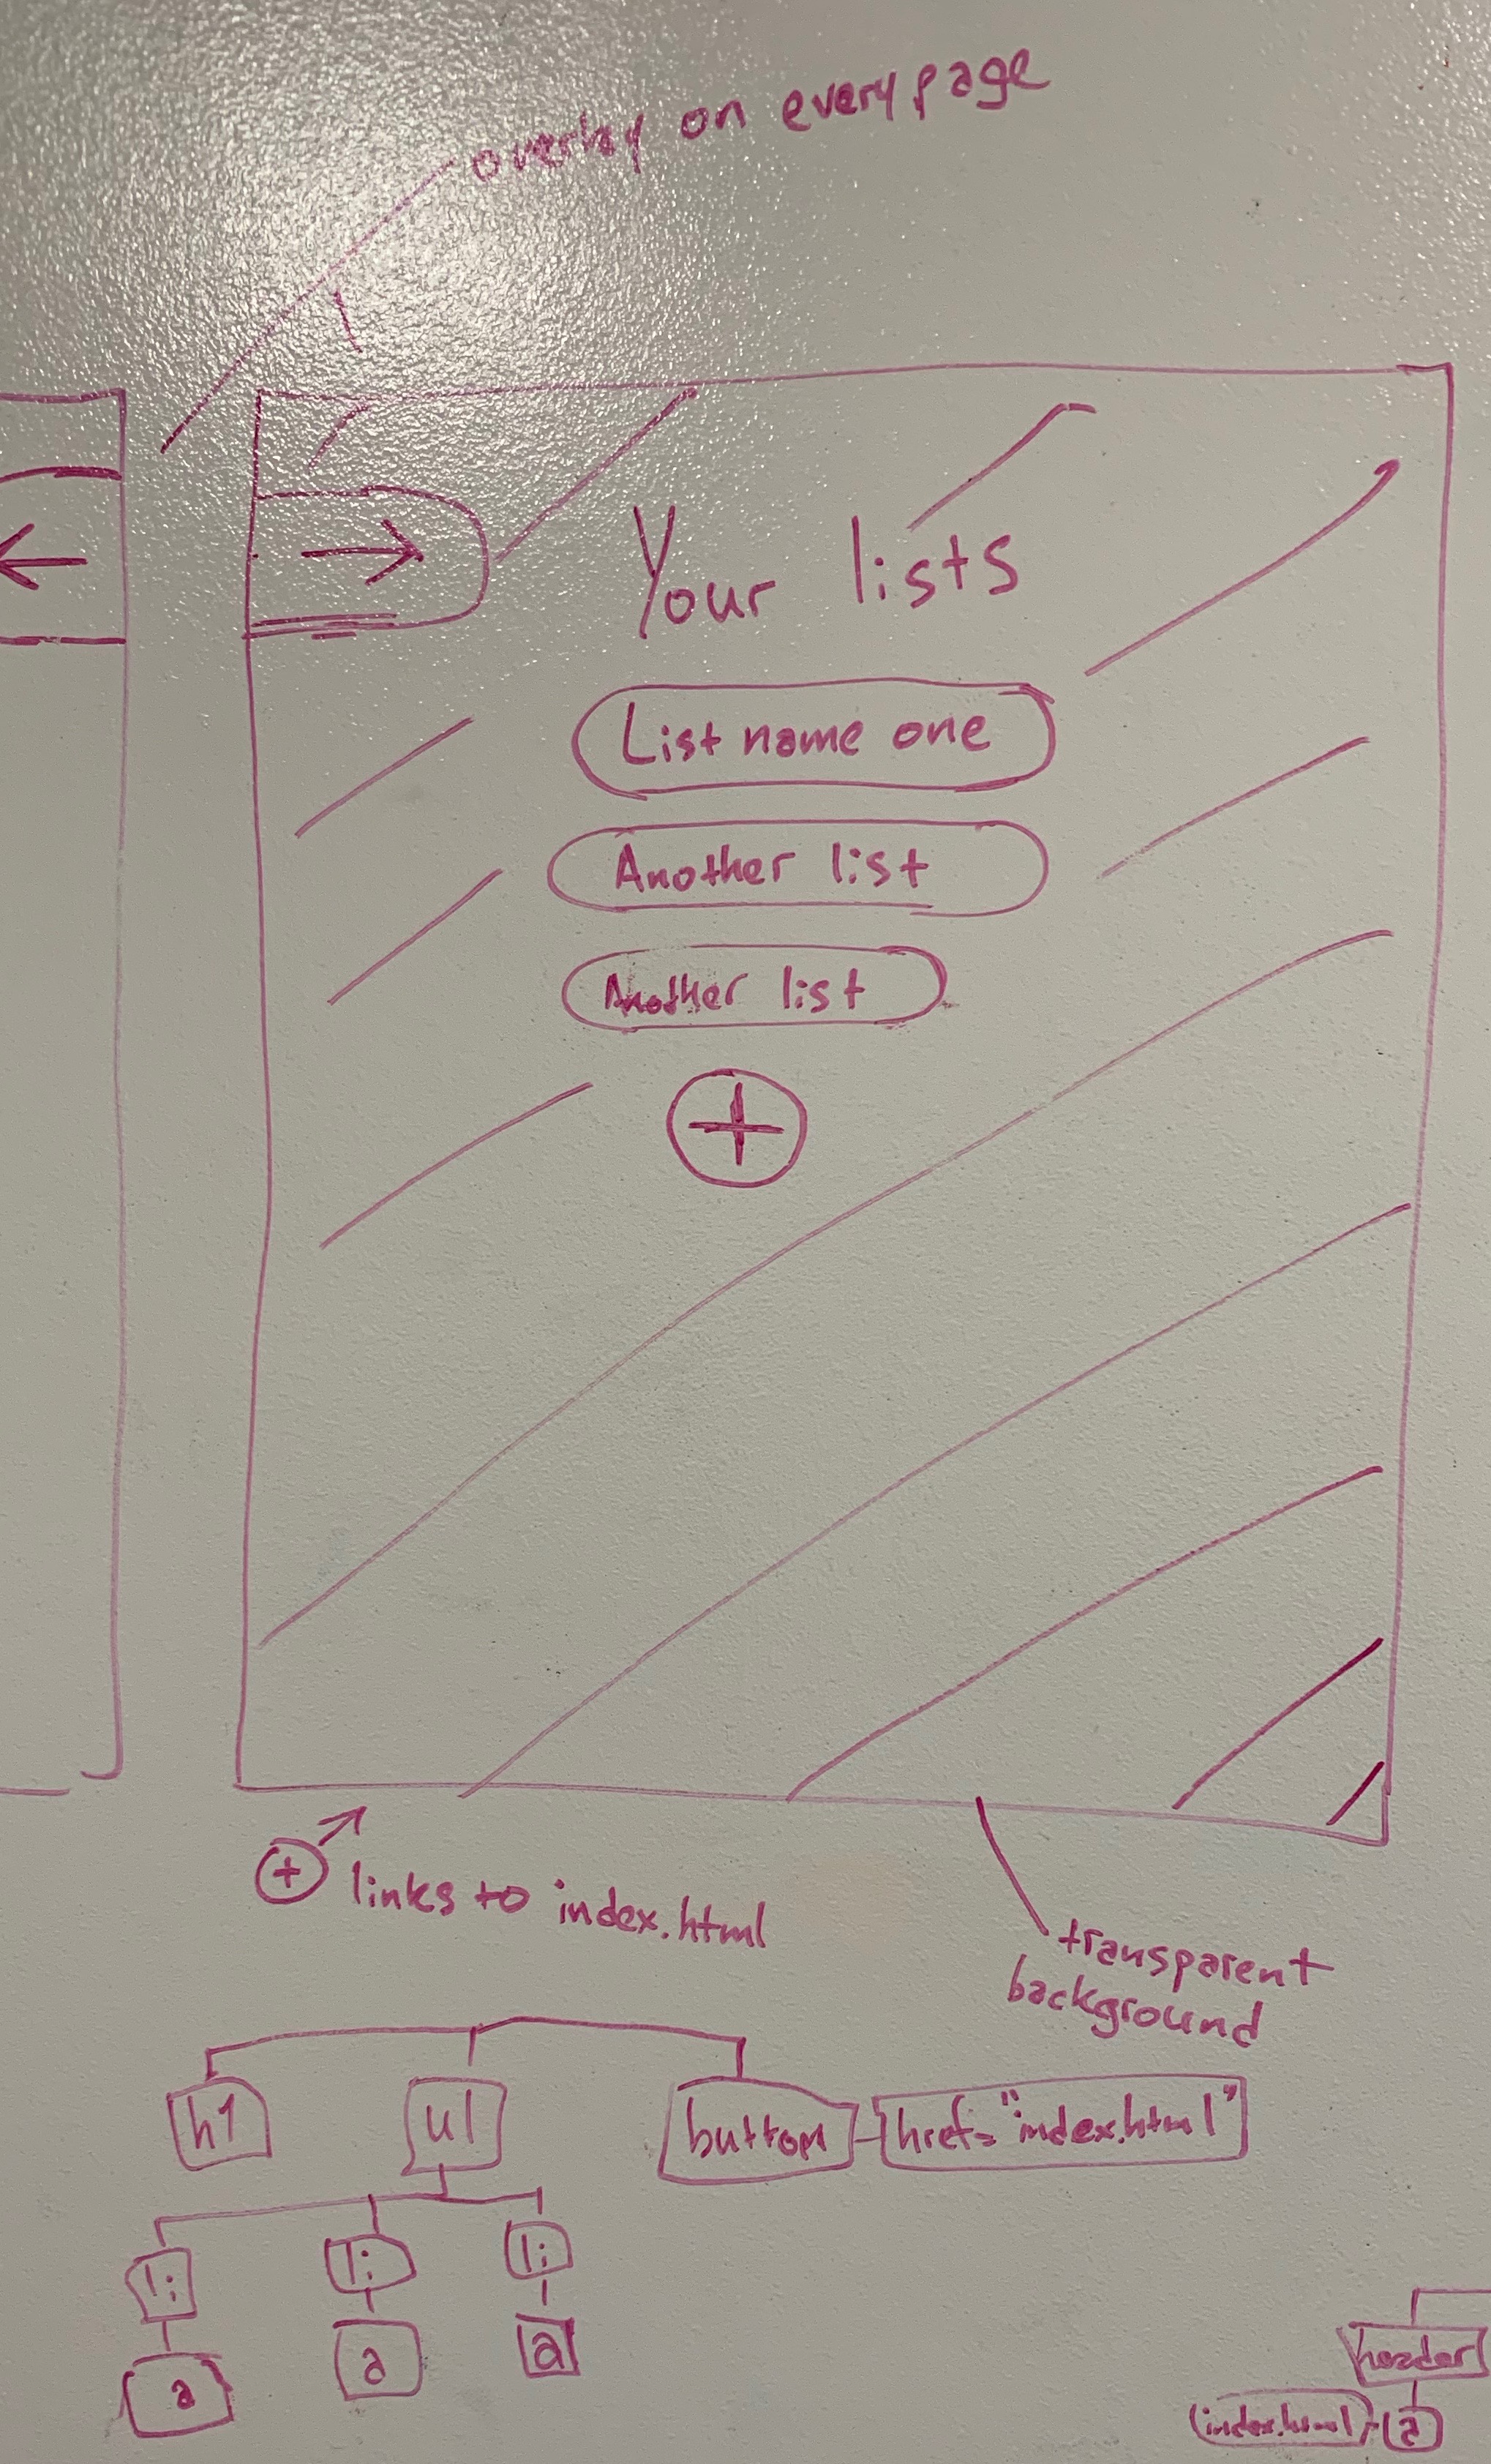 overlay on every page
Your lists
List name one
Another list
Another list
+
+ links to index.html
transparent
background
h1
ul
button
href="index.html"
li
li
li
a
a
a
header
index.html
a